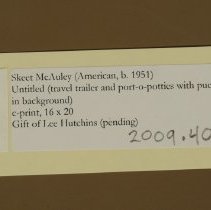 Skeet McAuley (American, b. 1951)
Untitled (travel trailer and port-o-potties with pue
in background)
c-print, 16 x 20
Gift of Lee Hutchins (pending)
2009.40